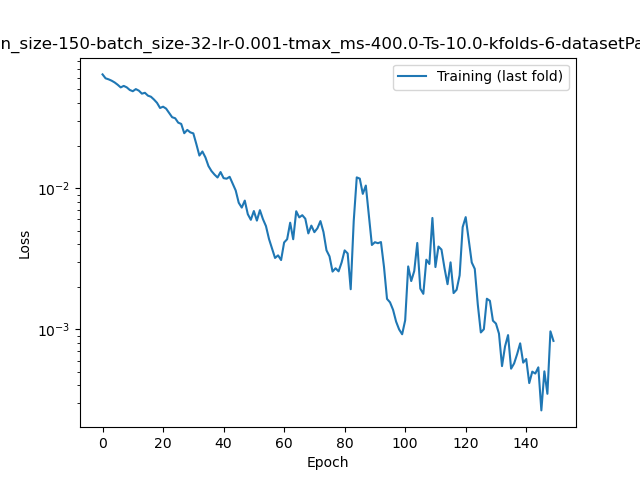 n_size-150-batch_size-32-lr-0.001-tmax_ms-400.0-Ts-10.0-kfolds-6-datasetPa
Training (last fold)
Loss
10^-2
10^-3
0 20 40 60 80 100 120 140
Epoch